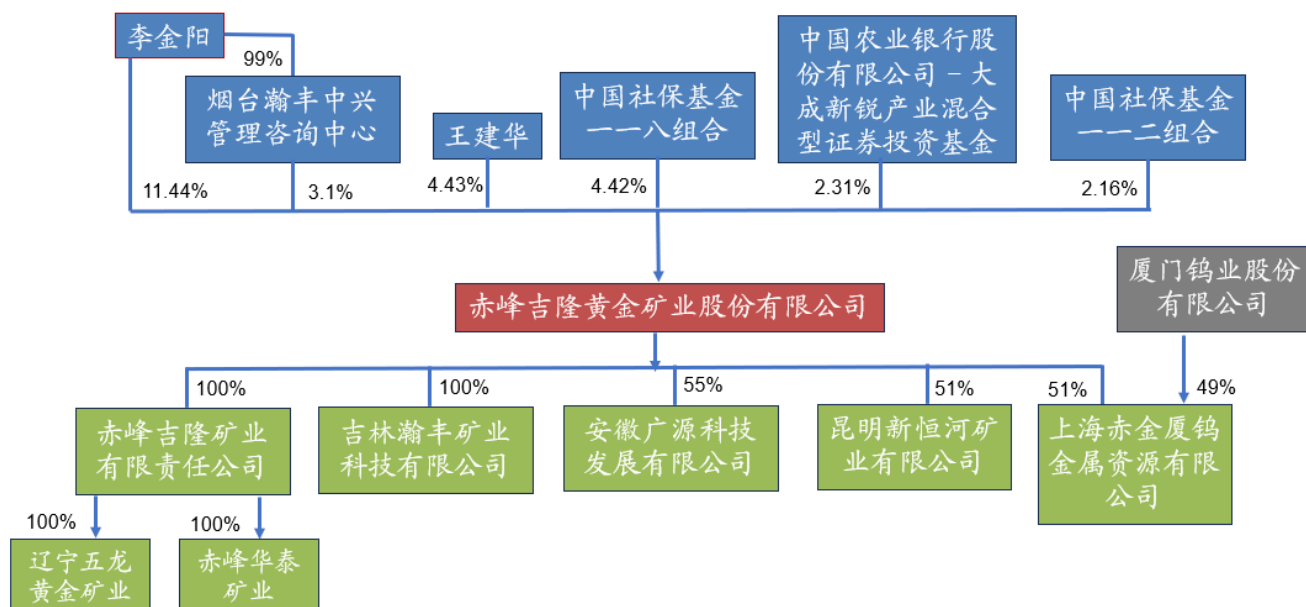 李金阳
99%
烟台瀚丰中兴
管理咨询中心
王建华
中国社保基金
一一八组合
中国农业银行股
份有限公司－大
成新锐产业混合
型证券投资基金
中国社保基金
一一二组合
11.44%
3.1%
4.43%
4.42%
2.31%
2.16%
赤峰吉隆黄金矿业股份有限公司
厦门钨业股份
有限公司
100%
100%
55%
51%
51%
49%
赤峰吉隆矿业
有限责任公司
吉林瀚丰矿业
科技有限公司
安徽广源科技
发展有限公司
昆明新恒河矿
业有限公司
上海赤金厦钨
金属资源有限
公司
100%
100%
辽宁五龙
黄金矿业
赤峰华泰
矿业